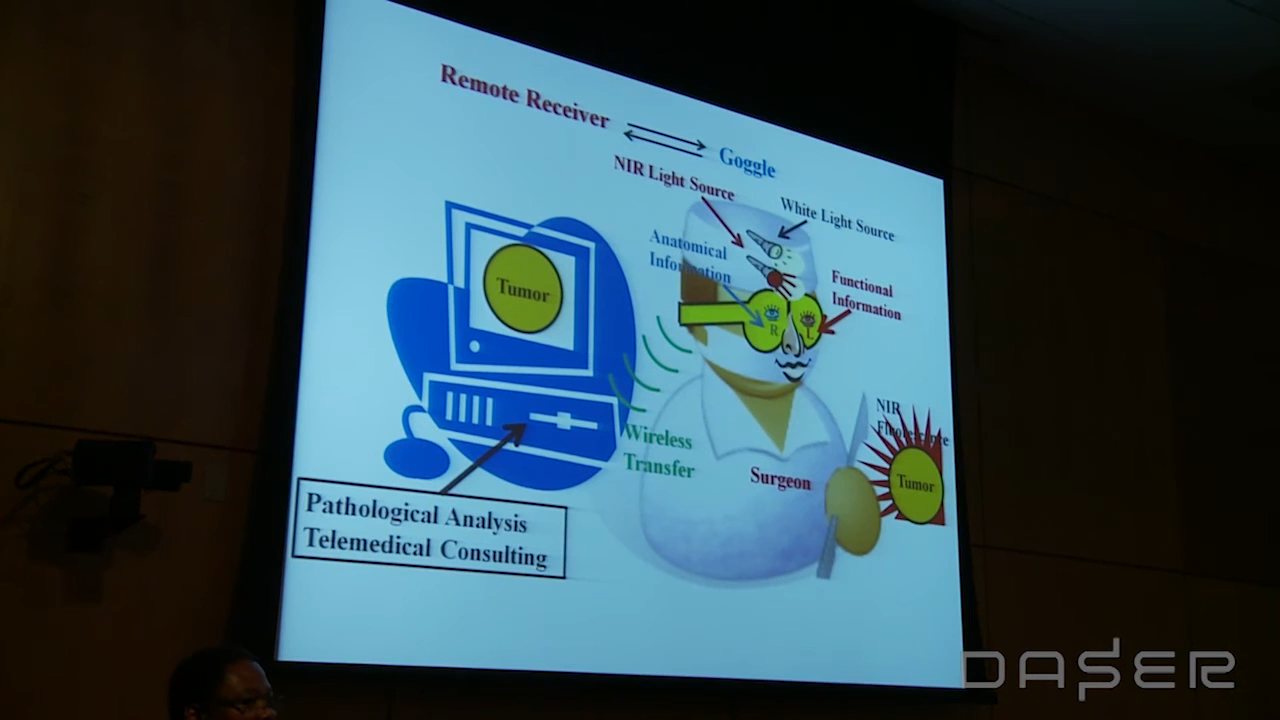 Remote Receiver
Goggle
NIR Light Source
White Light Source
Anatomical
Information
Functional
Information
Tumor
R
L
Wireless
Transfer
NIR
Fluorescence
Surgeon
Tumor
Pathological Analysis
Telemedical Consulting
DASER